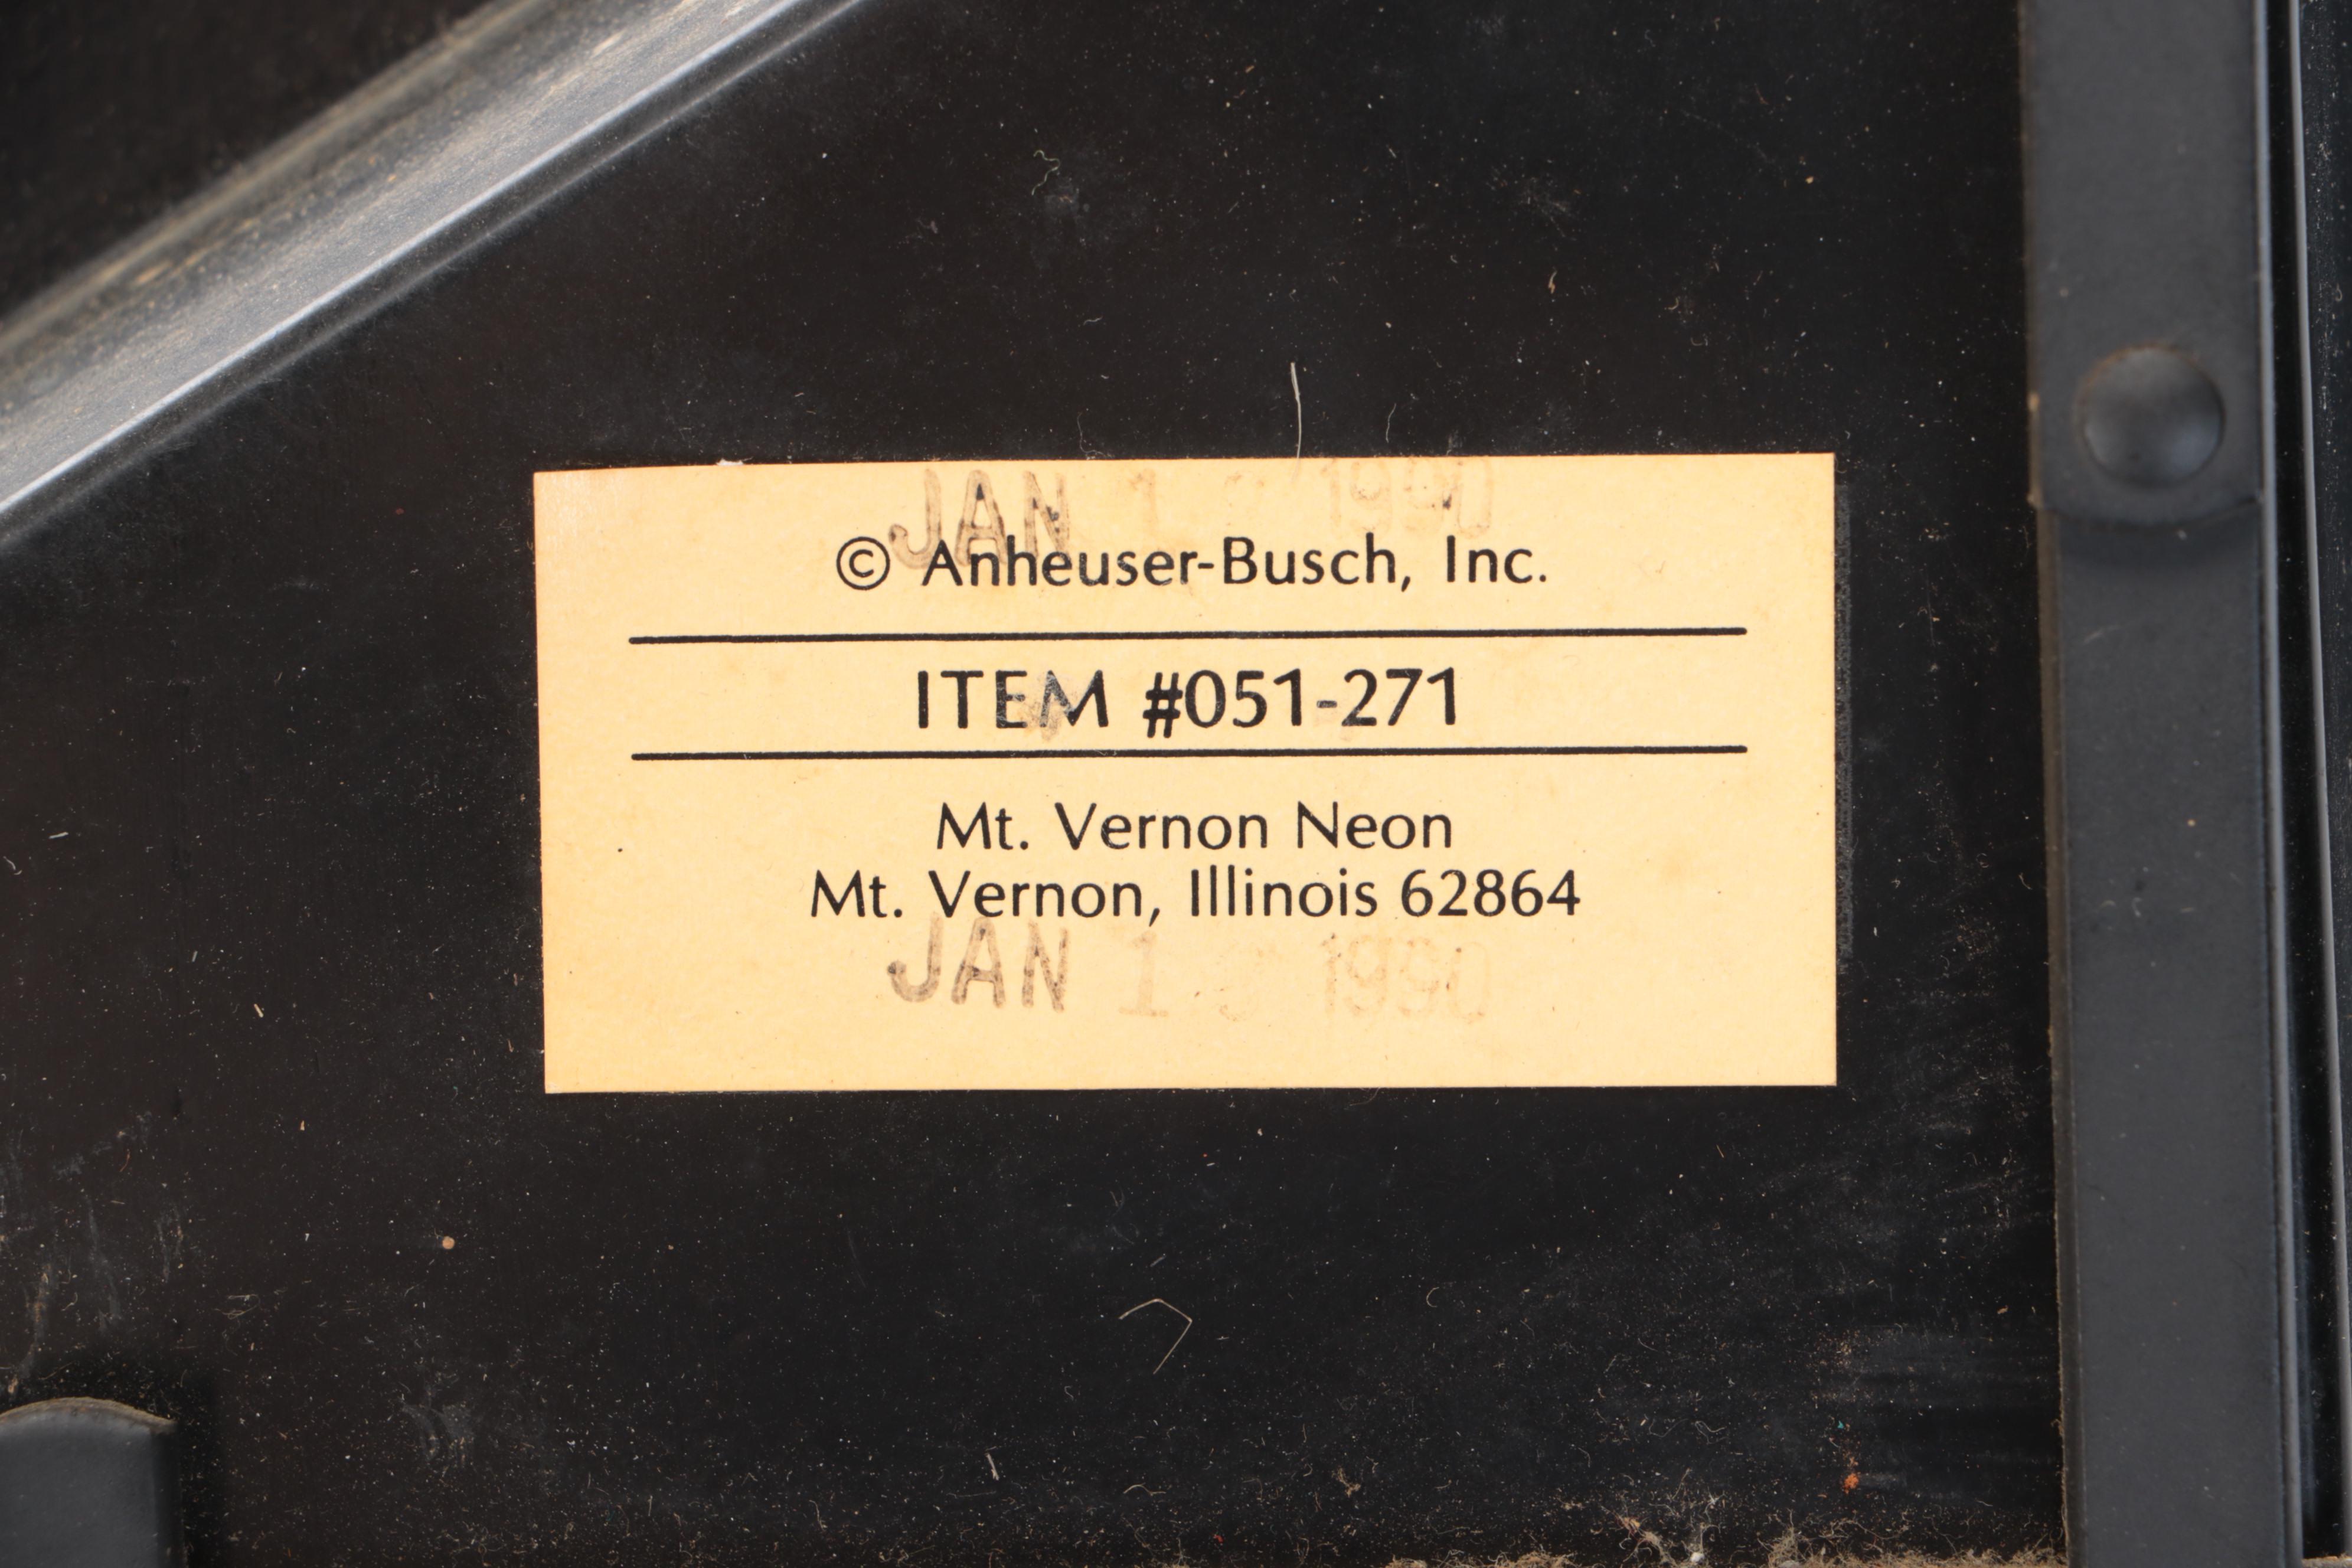 JAN 1 1990
© Anheuser-Busch, Inc.
ITEM #051-271
Mt. Vernon Neon
Mt. Vernon, Illinois 62864
JAN 1 1990